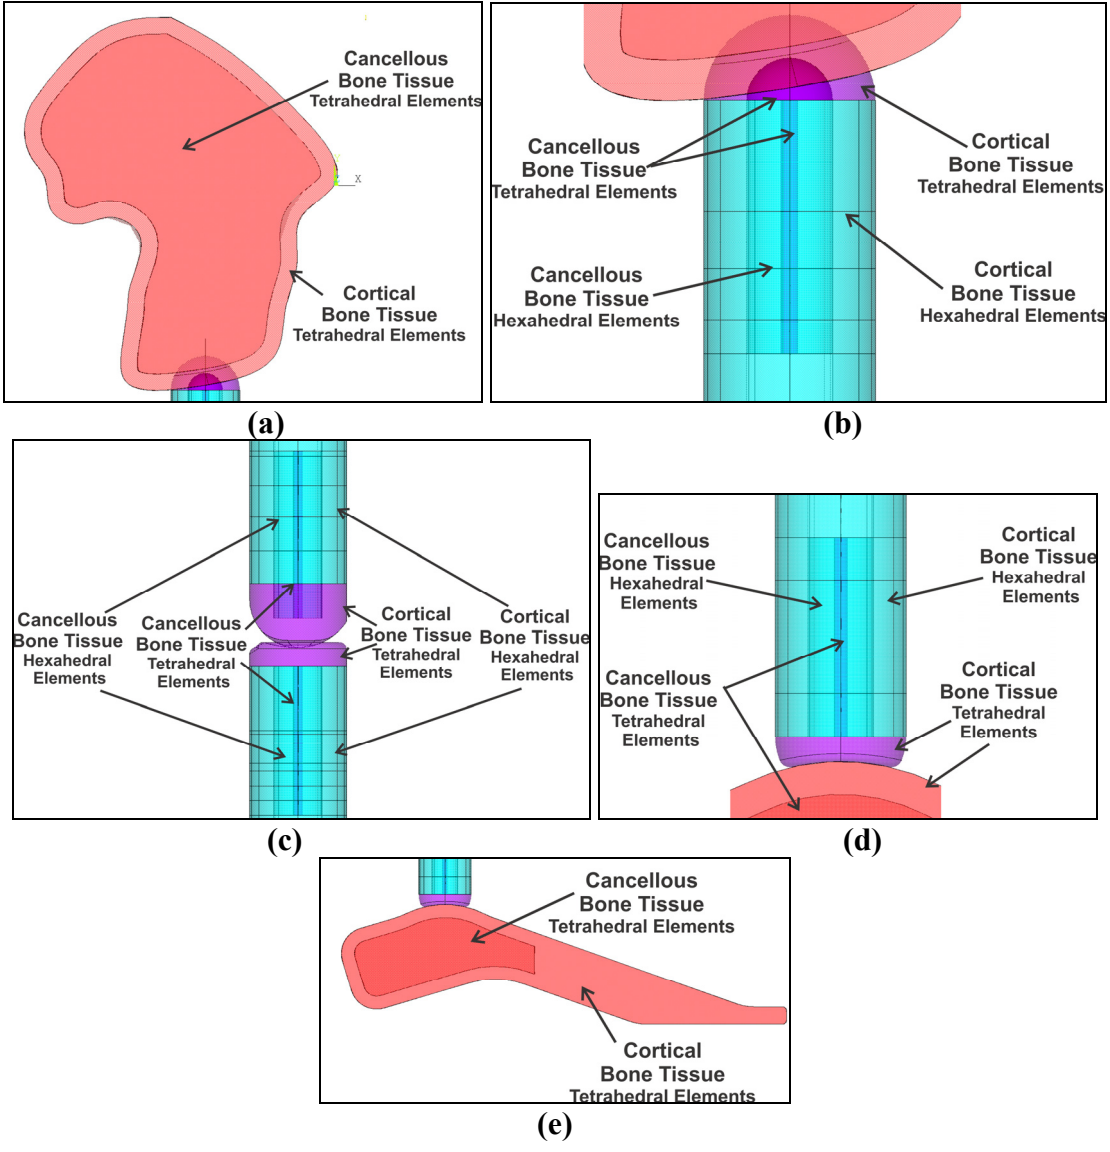 Cancellous
Bone Tissue
Tetrahedral Elements
X
Cortical
Bone Tissue
Tetrahedral Elements
(a)
Cancellous
Bone Tissue
Tetrahedral Elements
Cortical
Bone Tissue
Tetrahedral Elements
Cancellous
Bone Tissue
Hexahedral Elements
Cortical
Bone Tissue
Hexahedral Elements
(b)
Cancellous
Bone Tissue
Hexahedral
Elements
Cancellous
Bone Tissue
Tetrahedral
Elements
Cortical
Bone Tissue
Tetrahedral
Elements
Cortical
Bone Tissue
Hexahedral
Elements
(c)
Cancellous
Bone Tissue
Hexahedral
Elements
Cortical
Bone Tissue
Hexahedral
Elements
Cancellous
Bone Tissue
Tetrahedral
Elements
Cortical
Bone Tissue
Tetrahedral
Elements
(d)
Cancellous
Bone Tissue
Tetrahedral Elements
Cortical
Bone Tissue
Tetrahedral Elements
(e)